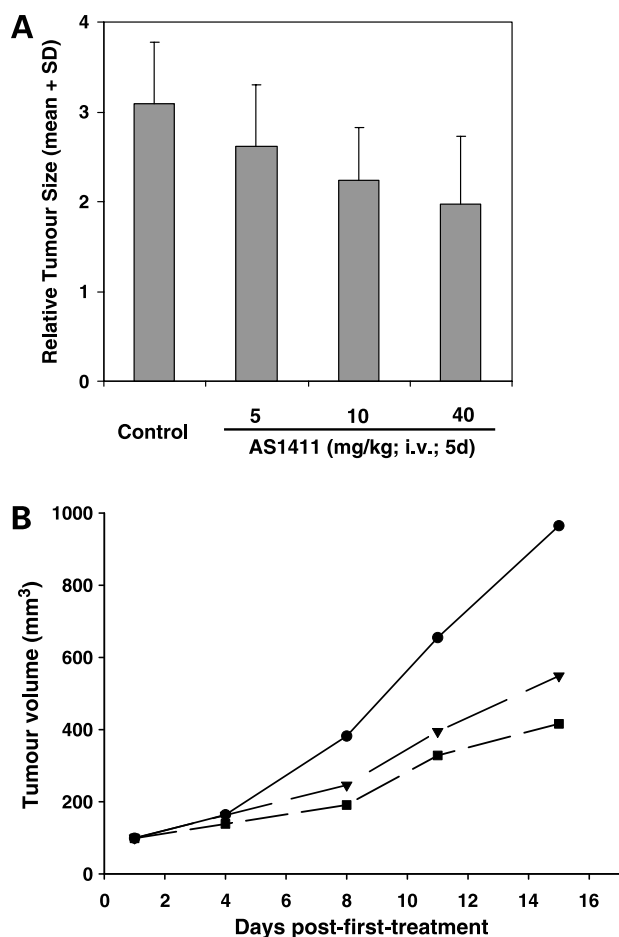 A
Relative Tumour Size (mean + SD)
4
3
2
1
0
Control
5 10 40
AS1411 (mg/kg; i.v.; 5d)
B
Tumour volume (mm³)
1000
800
600
400
200
0
0 2 4 6 8 10 12 14 16
Days post-first-treatment